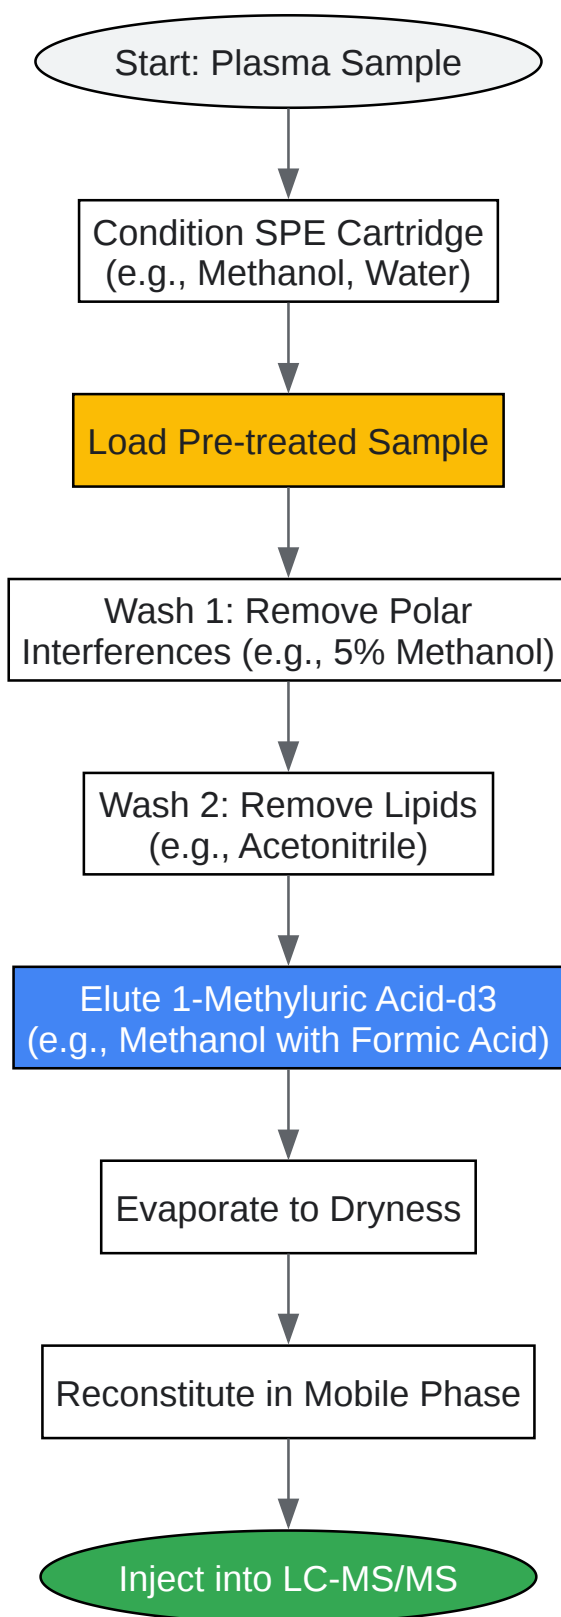 Start: Plasma Sample
Condition SPE Cartridge
(e.g., Methanol, Water)
Load Pre-treated Sample
Wash 1: Remove Polar
Interferences (e.g., 5% Methanol)
Wash 2: Remove Lipids
(e.g., Acetonitrile)
Elute 1-Methyluric Acid-d3
(e.g., Methanol with Formic Acid)
Evaporate to Dryness
Reconstitute in Mobile Phase
Inject into LC-MS/MS